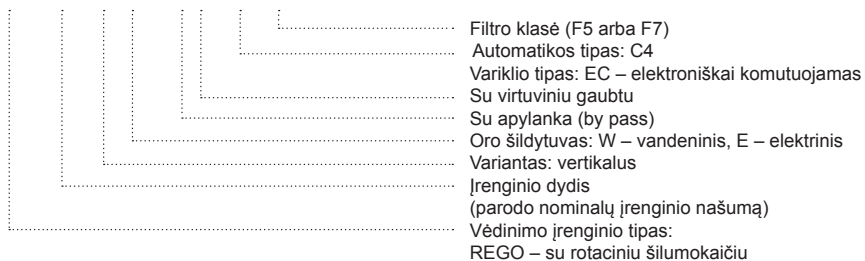 Filtro klasė (F5 arba F7)
Automatikos tipas: C4
Variklio tipas: EC – elektroniškai komutuojamas
Su virtuviniu gaubtu
Su apylanka (by pass)
Oro šildytuvas: W – vandeninis, E – elektrinis
Variantas: vertikalus
Įrenginio dydis
(parodo nominalų įrenginio našumą)
Vėdinimo įrenginio tipas:
REGO – su rotaciniu šilumokaičiu